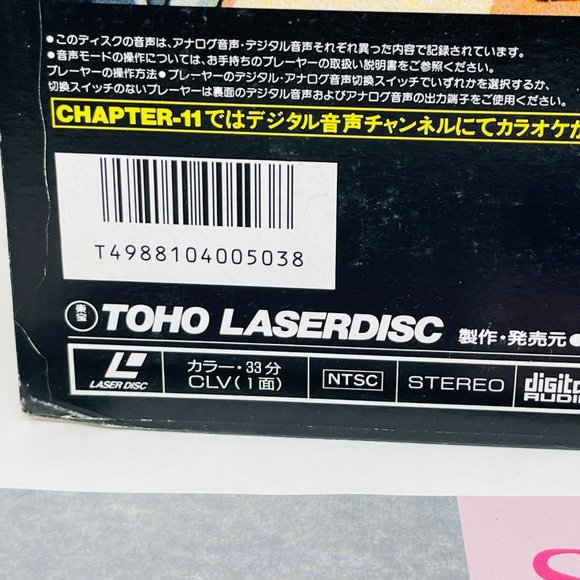 ●このディスクの音声は、アナログ音声・デジタル音声それぞれ異った内容で記録されています。
●音声モードの操作については、お手持ちのプレーヤーの取扱い説明書をご参照ください。
プレーヤーの操作方法●プレーヤーのデジタル・アナログ音声切換スイッチでいずれかを選択するか、
切換スイッチのないプレーヤーは裏面のデジタル音声およびアナログ音声の出力端子をご使用ください。
CHAPTER-11ではデジタル音声チャンネルにてカラオケが
T4988104005038
東宝 TOHO LASERDISC 製作・発売元●
L LASER DISC カラー・33分 CLV(1面) NTSC STEREO digital AUDIO
S